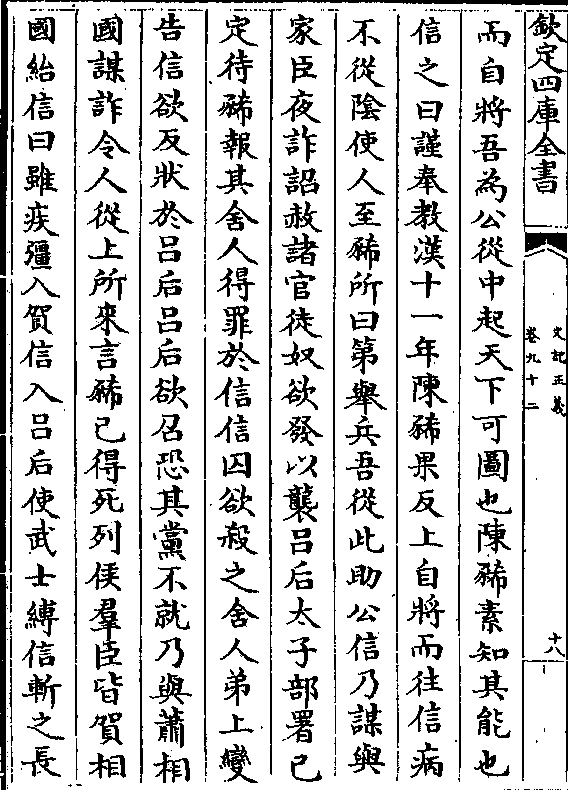 欽定四庫全書
史記正義
卷九十二
十八
而自將吾為公從中起天下可圖也陳豨素知其能也
信之曰謹奉教漢十一年陳豨果反上自將而往信病
不從陰使人至豨所曰第舉兵吾從此助公信乃謀與
家臣夜詐詔赦諸官徒奴欲發以襲呂后太子部署已
定待豨報其舍人得罪於信信囚欲殺之舍人弟上變
告信欲反狀於呂后呂后欲召恐其黨不就乃與蕭相
國謀詐令人從上所來言豨已得死列侯羣臣皆賀相
國紿信曰雖疾彊入賀信入呂后使武士縛信斬之長